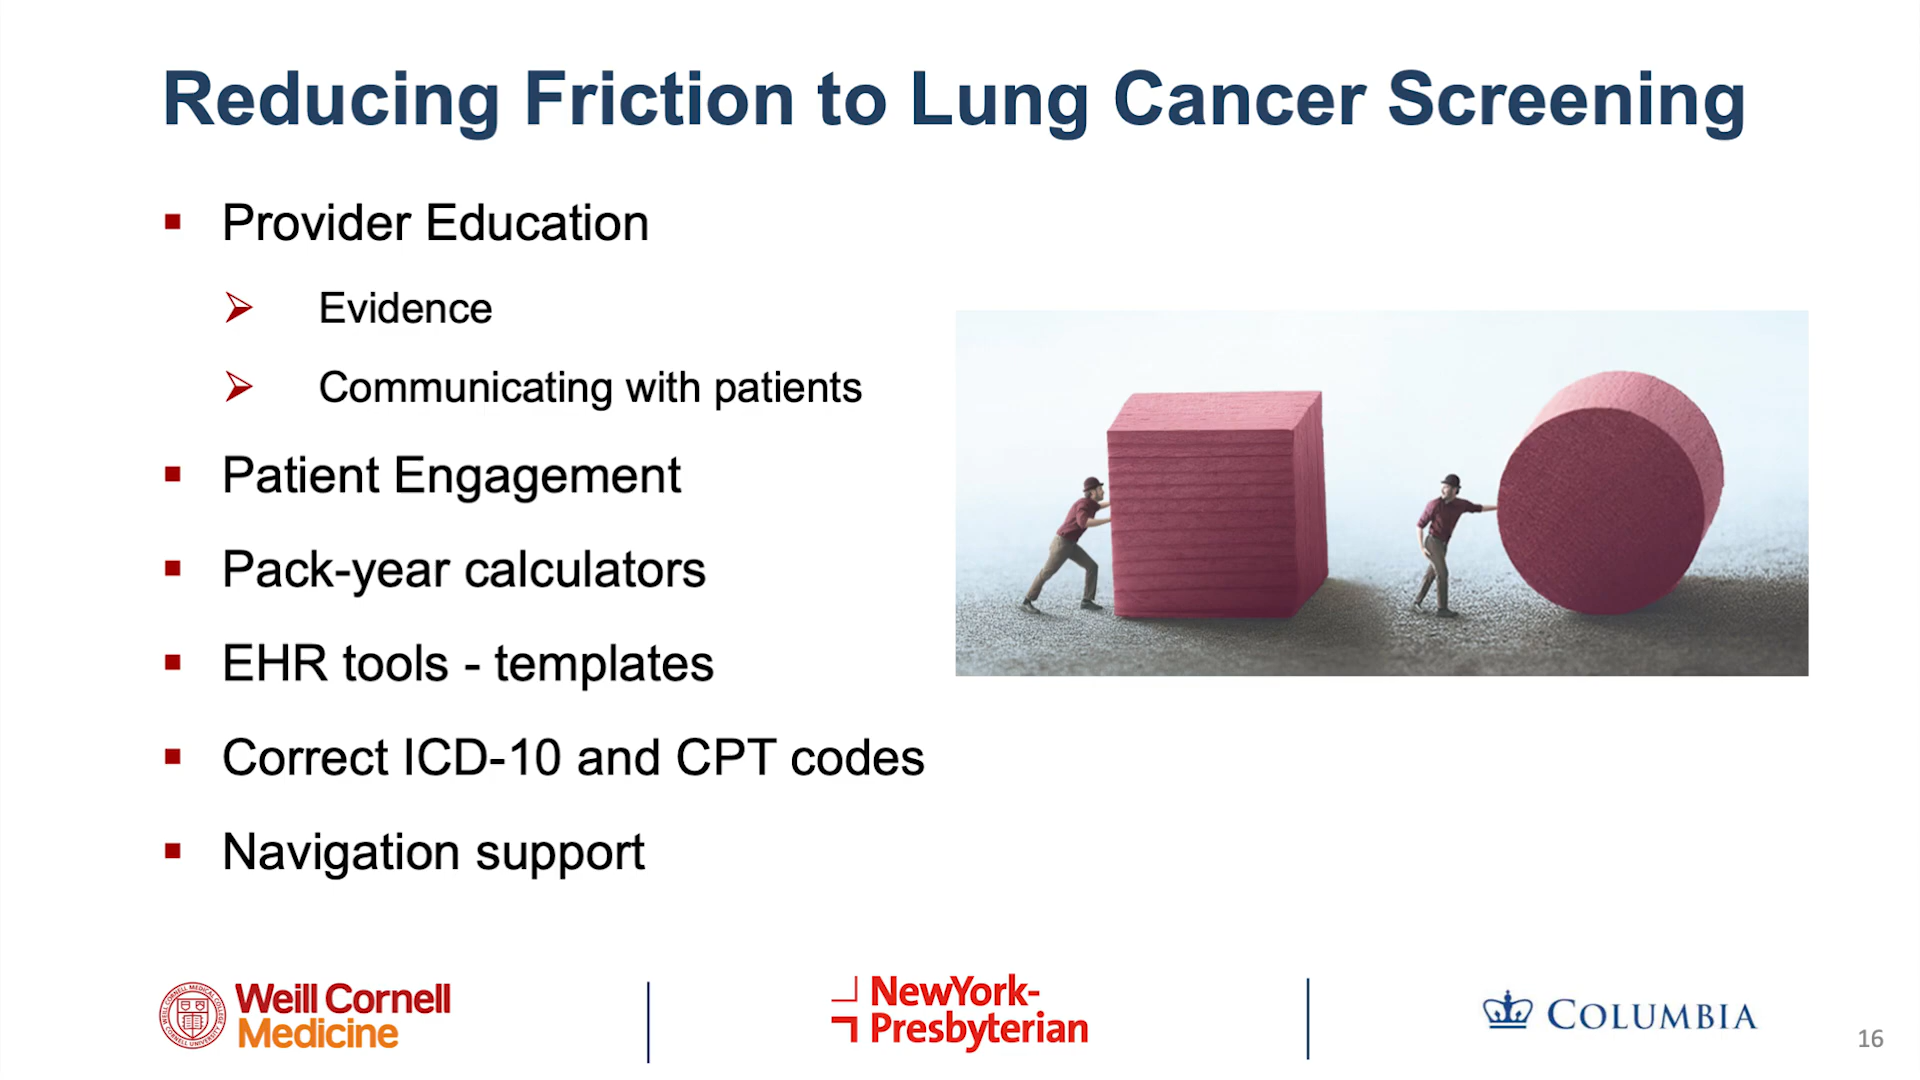 Reducing Friction to Lung Cancer Screening
Provider Education
Evidence
Communicating with patients
Patient Engagement
Pack-year calculators
EHR tools - templates
Correct ICD-10 and CPT codes
Navigation support
Weill Cornell
Medicine
NewYork-
Presbyterian
COLUMBIA
16